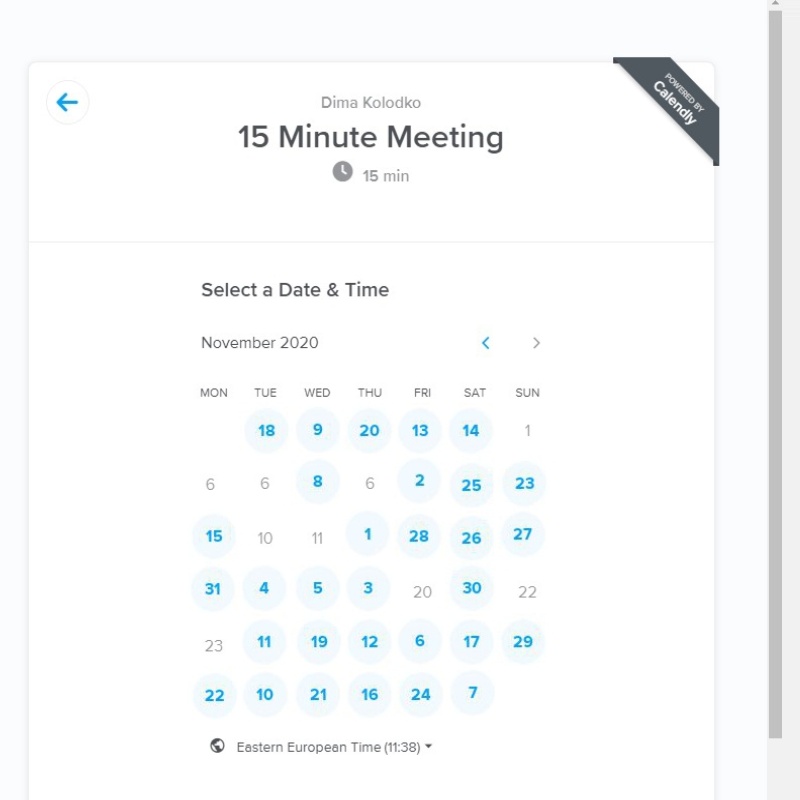 Dima Kolodko
15 Minute Meeting
15 min
POWERED BY
Calendly
Select a Date & Time
November 2020
MON TUE WED THU FRI SAT SUN
18 9 20 13 14 1
6 6 8 6 2 25 23
15 10 11 1 28 26 27
31 4 5 3 20 30 22
23 11 19 12 6 17 29
22 10 21 16 24 7
Eastern European Time (11:38)